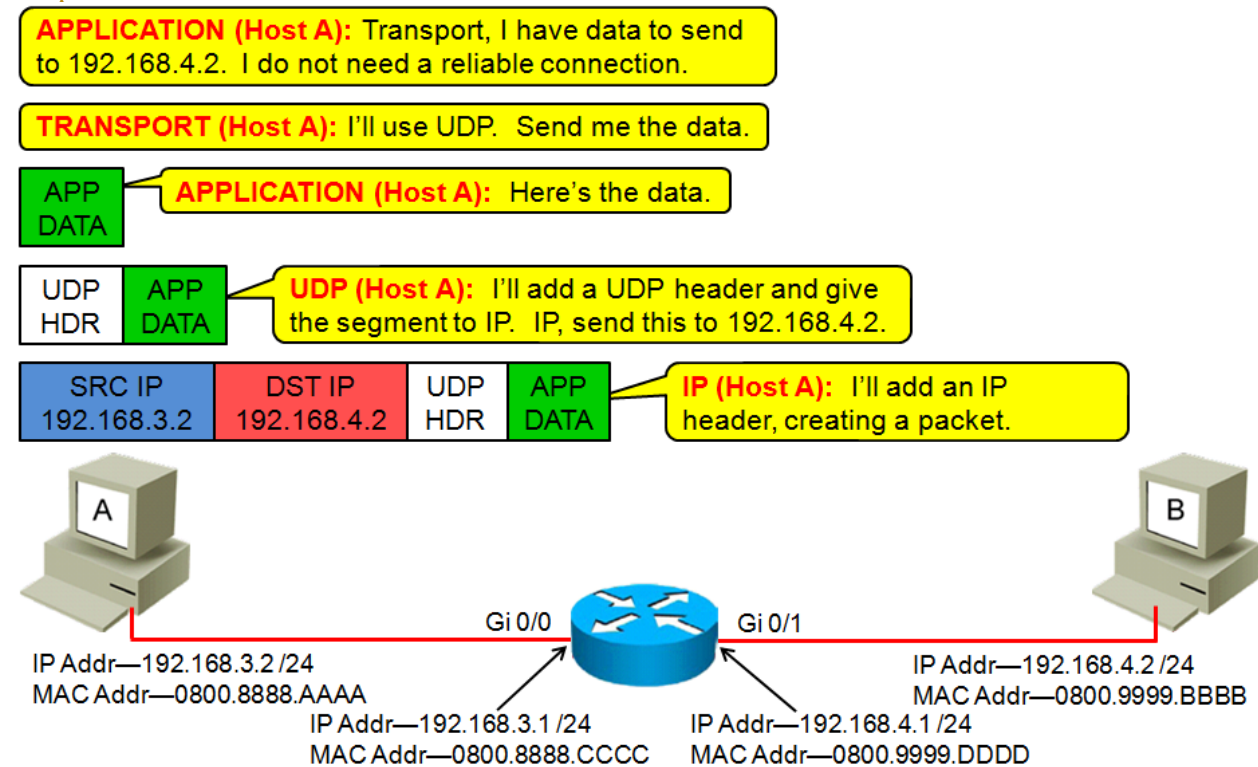 APPLICATION (Host A): Transport, I have data to send
to 192.168.4.2. I do not need a reliable connection.
TRANSPORT (Host A): I'll use UDP. Send me the data.
APP
DATA
APPLICATION (Host A): Here's the data.
UDP
HDR
APP
DATA
UDP (Host A): I'll add a UDP header and give
the segment to IP. IP, send this to 192.168.4.2.
SRC IP
192.168.3.2
DST IP
192.168.4.2
UDP
HDR
APP
DATA
IP (Host A): I'll add an IP
header, creating a packet.
A
B
Gi 0/0
Gi 0/1
IP Addr—192.168.3.2 /24
MAC Addr—0800.8888.AAAA
IP Addr—192.168.3.1 /24
MAC Addr—0800.8888.CCCC
IP Addr—192.168.4.1 /24
MAC Addr—0800.9999.DDDD
IP Addr—192.168.4.2 /24
MAC Addr—0800.9999.BBBB